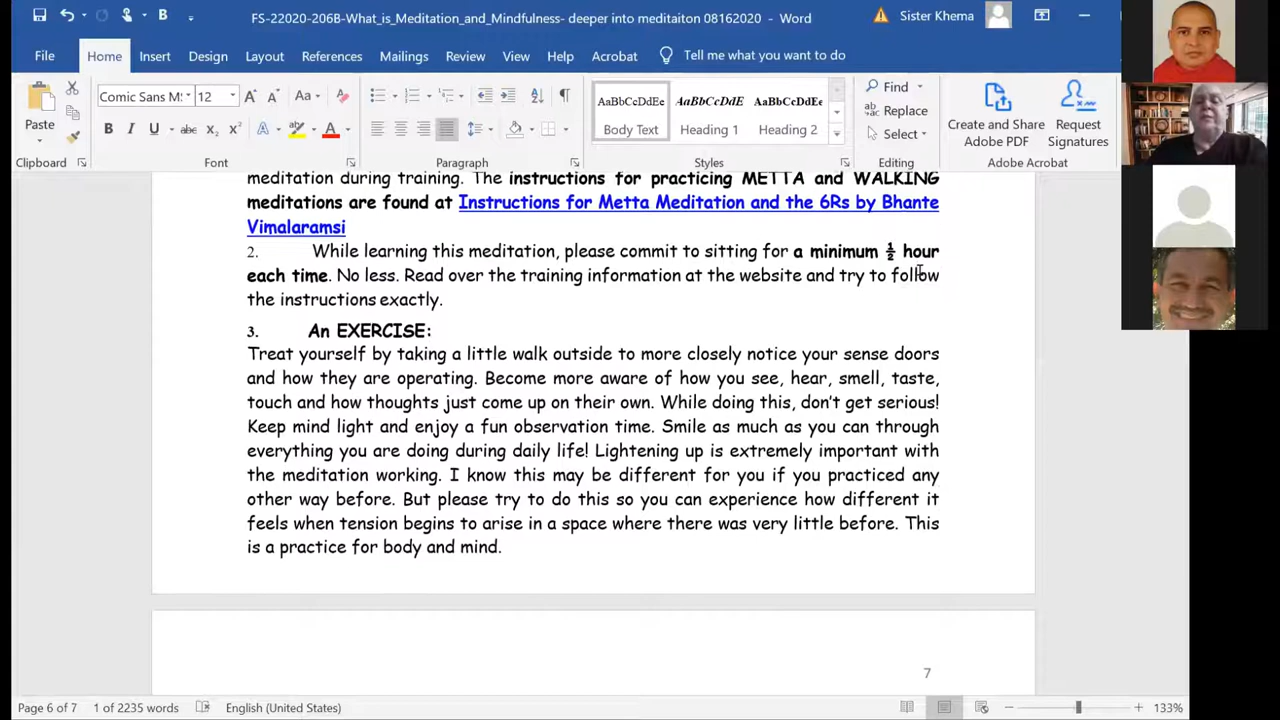 FS-22020-206B-What_is_Meditation_and_Mindfulness- deeper into meditaiton 08162020 - Word
Sister Khema
File Home Insert Design Layout References Mailings Review View Help Acrobat Tell me what you want to do
Paste
Clipboard
Comic Sans M 12
Aa
B I U abc x₂ x²
A
Font
Paragraph
AaBbCcDdEe AaBbCcDdE AaBbCcDdEe
Body Text Heading 1 Heading 2
Styles
Find
Replace
Select
Editing
Create and Share Adobe PDF
Request Signatures
Adobe Acrobat
meditation during training. The instructions for practicing METTA and WALKING
meditations are found at Instructions for Metta Meditation and the 6Rs by Bhante
Vimalaramsi
2. While learning this meditation, please commit to sitting for a minimum ½ hour
each time. No less. Read over the training information at the website and try to follow
the instructions exactly.
3. An EXERCISE:
Treat yourself by taking a little walk outside to more closely notice your sense doors
and how they are operating. Become more aware of how you see, hear, smell, taste,
touch and how thoughts just come up on their own. While doing this, don't get serious!
Keep mind light and enjoy a fun observation time. Smile as much as you can through
everything you are doing during daily life! Lightening up is extremely important with
the meditation working. I know this may be different for you if you practiced any
other way before. But please try to do this so you can experience how different it
feels when tension begins to arise in a space where there was very little before. This
is a practice for body and mind.
7
Page 6 of 7 1 of 2235 words English (United States) 133%